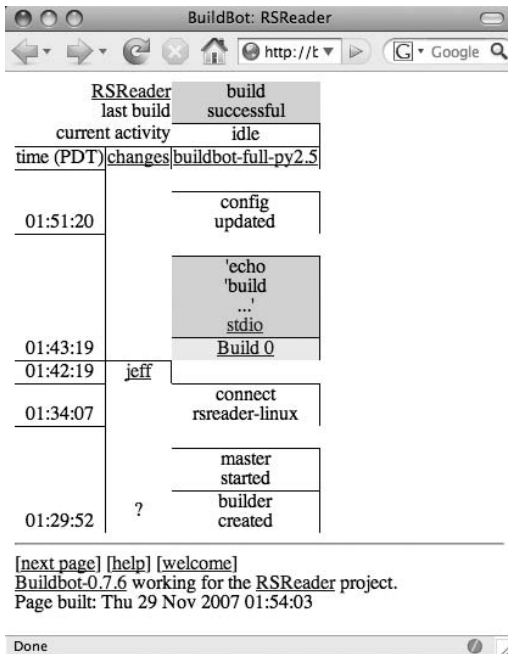 BuildBot: RSReader
http://t
G Google
RSReader build
last build successful
current activity idle
time (PDT) changes buildbot-full-py2.5
config
01:51:20 updated
'echo
'build
...'
stdio
01:43:19 Build 0
01:42:19 jeff
connect
01:34:07 rsreader-linux
master
started
builder
01:29:52 ? created
[next page] [help] [welcome]
Buildbot-0.7.6 working for the RSReader project.
Page built: Thu 29 Nov 2007 01:54:03
Done